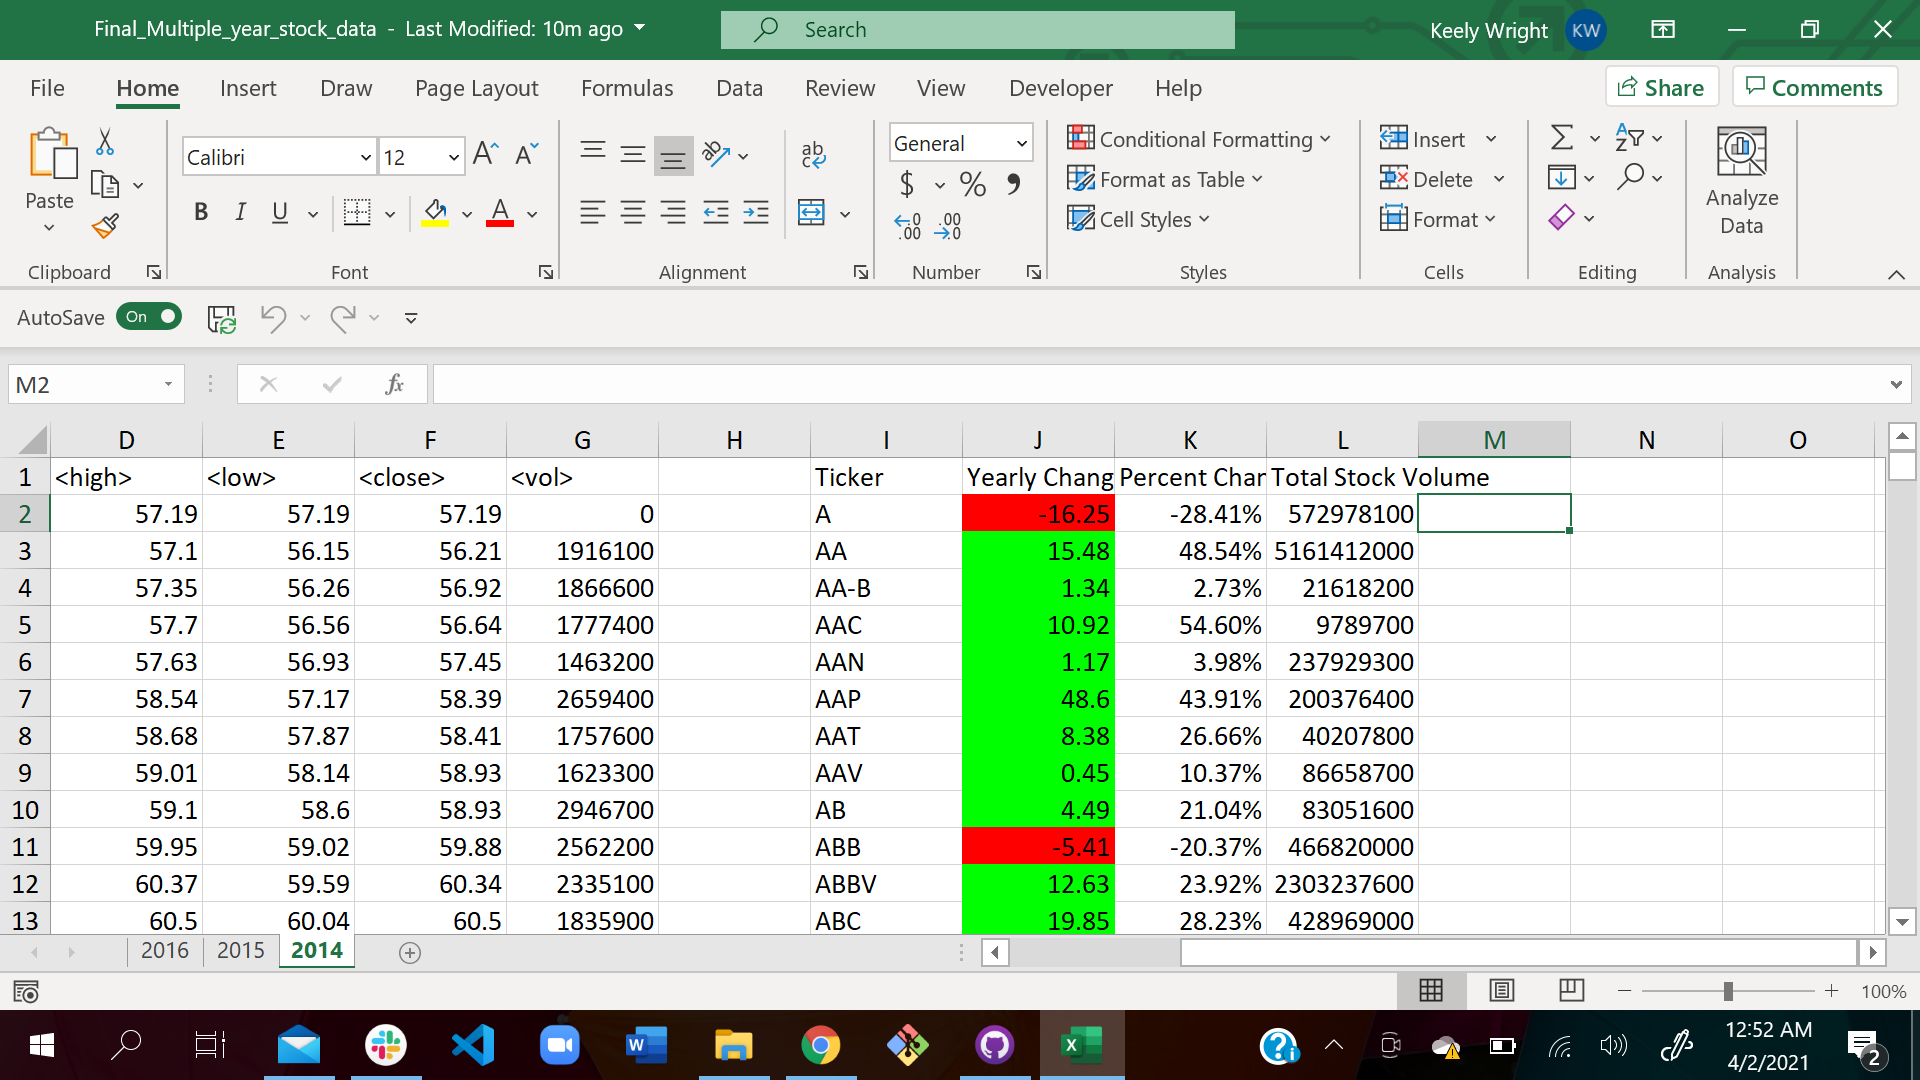 Final_Multiple_year_stock_data - Last Modified: 10m ago
Search
Keely Wright KW
File Home Insert Draw Page Layout Formulas Data Review View Developer Help
Share Comments
Paste
Calibri 12
ab
c
General
$ % ,
.00 .00
B I U A
Conditional Formatting
Format as Table
Cell Styles
Insert
Delete
Format
Analyze
Data
Clipboard Font Alignment Number Styles Cells Editing Analysis
AutoSave On
M2 fx
D E F G H I J K L M N O
1 <high> <low> <close> <vol> Ticker Yearly Chang Percent Char Total Stock Volume
2 57.19 57.19 57.19 0 A -16.25 -28.41% 572978100
3 57.1 56.15 56.21 1916100 AA 15.48 48.54% 5161412000
4 57.35 56.26 56.92 1866600 AA-B 1.34 2.73% 21618200
5 57.7 56.56 56.64 1777400 AAC 10.92 54.60% 9789700
6 57.63 56.93 57.45 1463200 AAN 1.17 3.98% 237929300
7 58.54 57.17 58.39 2659400 AAP 48.6 43.91% 200376400
8 58.68 57.87 58.41 1757600 AAT 8.38 26.66% 40207800
9 59.01 58.14 58.93 1623300 AAV 0.45 10.37% 86658700
10 59.1 58.6 58.93 2946700 AB 4.49 21.04% 83051600
11 59.95 59.02 59.88 2562200 ABB -5.41 -20.37% 466820000
12 60.37 59.59 60.34 2335100 ABBV 12.63 23.92% 2303237600
13 60.5 60.04 60.5 1835900 ABC 19.85 28.23% 428969000
2016 2015 2014
100%
12:52 AM
4/2/2021
2